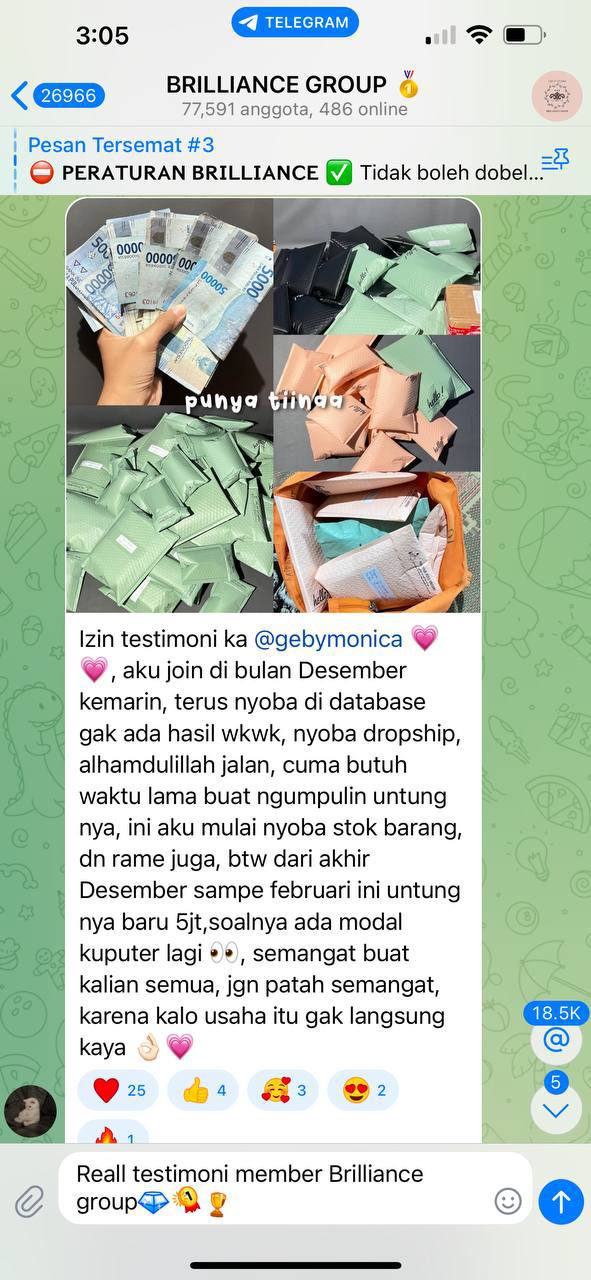 3:05
TELEGRAM
26966
BRILLIANCE GROUP 🏅
77,591 anggota, 486 online
Pesan Tersemat #3
⛔ PERATURAN BRILLIANCE ✅ Tidak boleh dobel...
5000
punya tiinaa
Izin testimoni ka @gebymonica 💗
💗, aku join di bulan Desember
kemarin, terus nyoba di database
gak ada hasil wkwk, nyoba dropship,
alhamdulillah jalan, cuma butuh
waktu lama buat ngumpulin untung
nya, ini aku mulai nyoba stok barang,
dn rame juga, btw dari akhir
Desember sampe februari ini untung
nya baru 5jt,soalnya ada modal
kuputer lagi 👀, semangat buat
kalian semua, jgn patah semangat,
karena kalo usaha itu gak langsung
kaya 👌🏻💗
18.5K
@
5
❤️ 25 👍 4 🥰 3 😍 2
🔥 1
Reall testimoni member Brilliance
group💎🏅🏆